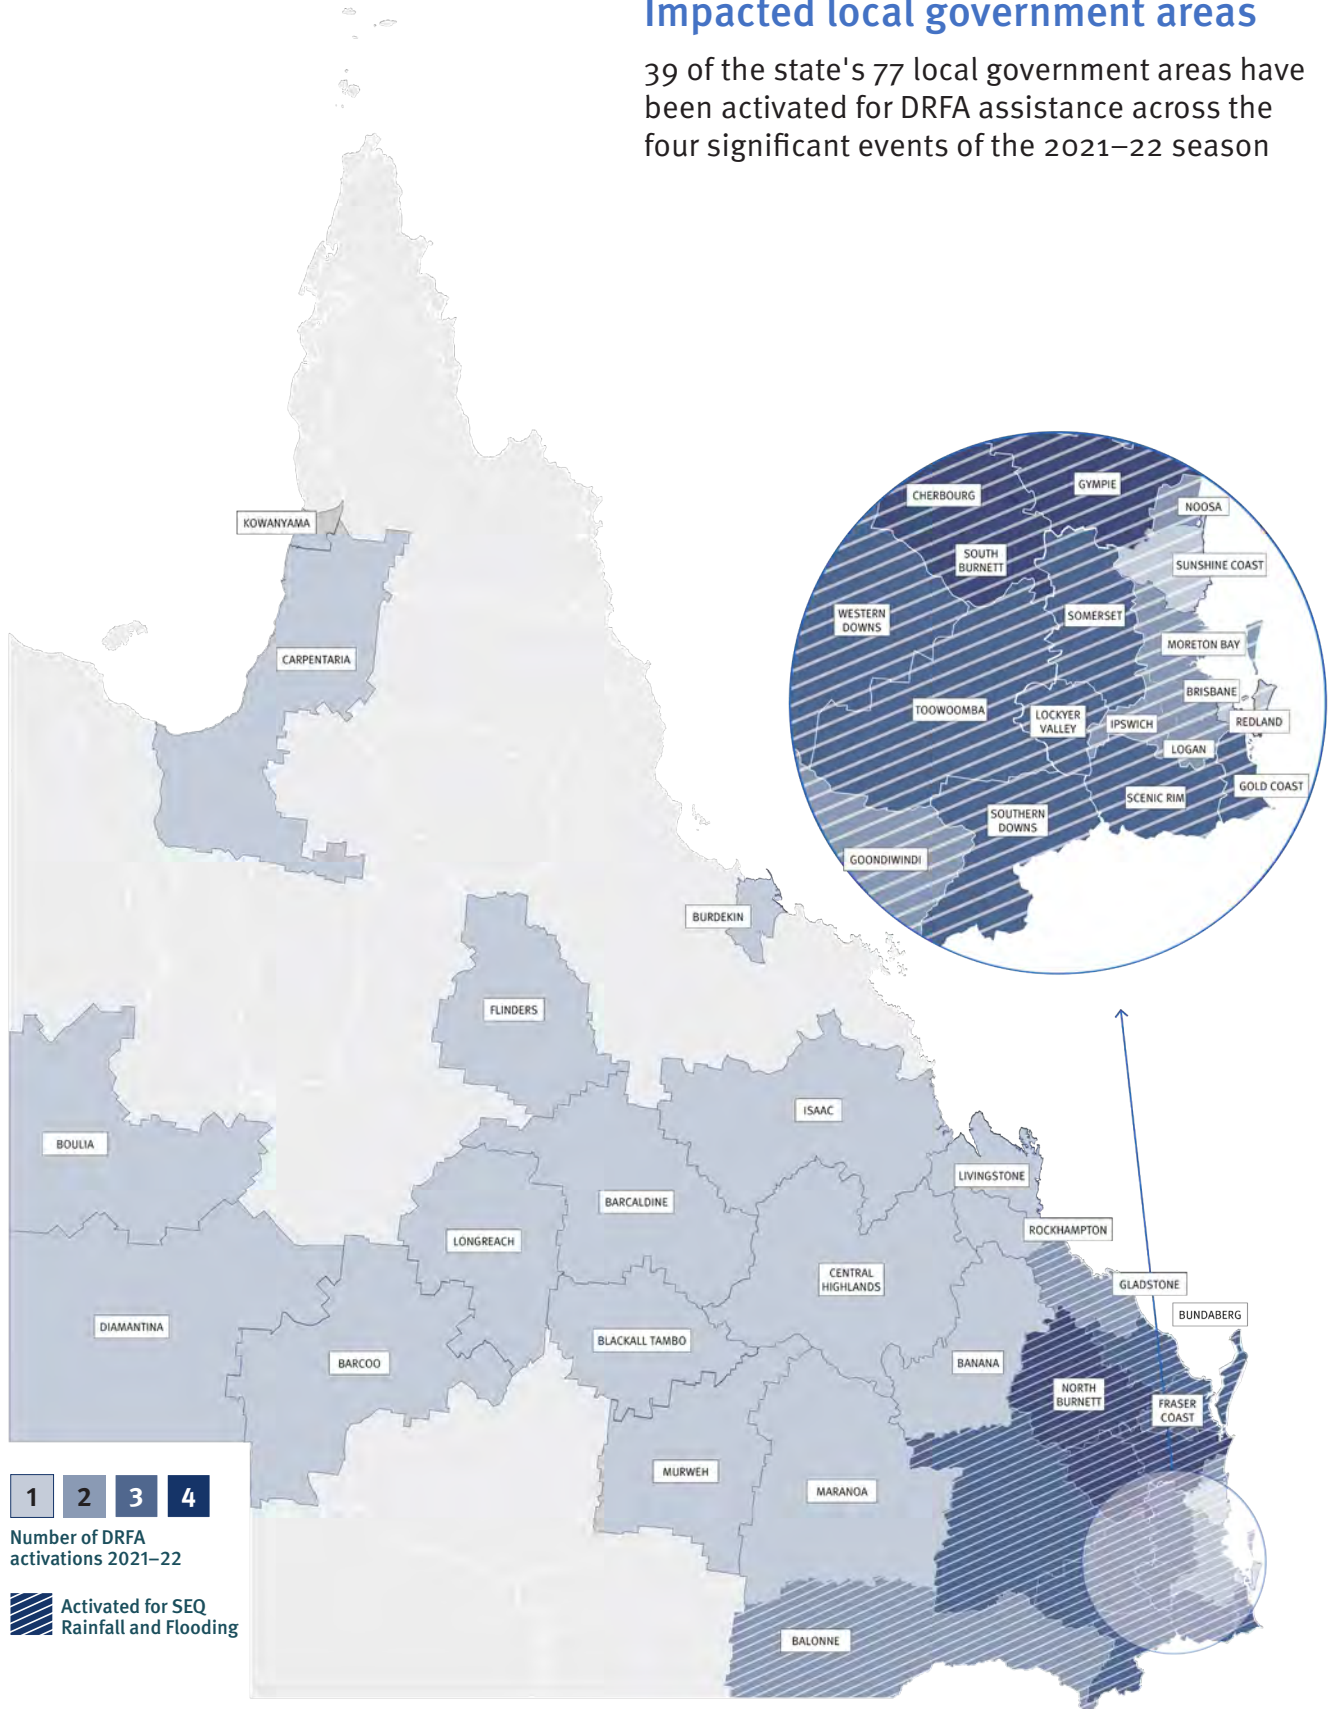 Impacted local government areas
39 of the state's 77 local government areas have
been activated for DRFA assistance across the
four significant events of the 2021–22 season
CHERBOURG
GYMPIE
NOOSA
SOUTH
BURNETT
SUNSHINE COAST
WESTERN
DOWNS
SOMERSET
MORETON BAY
BRISBANE
TOOWOOMBA
LOCKYER
VALLEY
IPSWICH
REDLAND
LOGAN
GOLD COAST
SCENIC RIM
SOUTHERN
DOWNS
GOONDIWINDI
KOWANYAMA
CARPENTARIA
BURDEKIN
FLINDERS
ISAAC
BOULIA
LIVINGSTONE
BARCALDINE
ROCKHAMPTON
LONGREACH
CENTRAL
HIGHLANDS
GLADSTONE
BUNDABERG
DIAMANTINA
BLACKALL TAMBO
BARCOO
BANANA
NORTH
BURNETT
FRASER
COAST
MURWEH
MARANOA
BALONNE
1 2 3 4
Number of DRFA
activations 2021–22
Activated for SEQ
Rainfall and Flooding